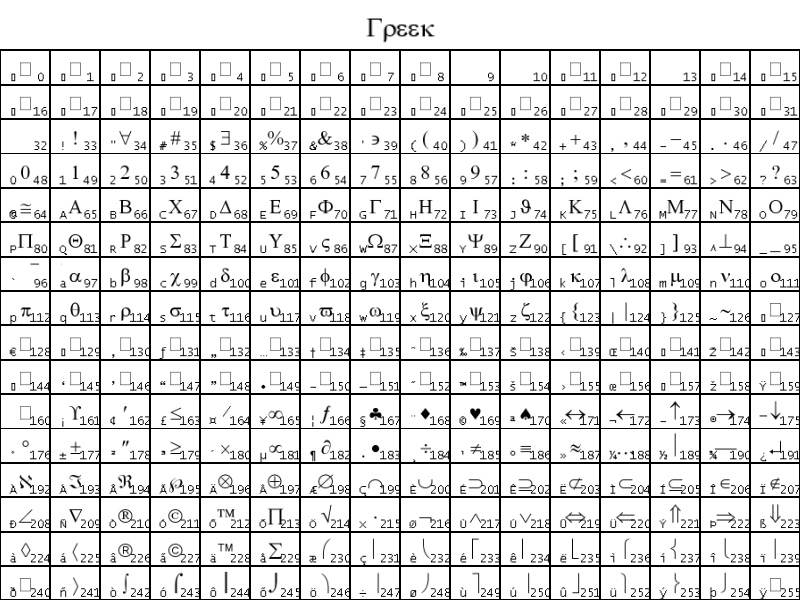 Γρεεκ
0 1 2 3 4 5 6 7 8 9 10 11 12 13 14 15
16 17 18 19 20 21 22 23 24 25 26 27 28 29 30 31
32 ! ! 33 " ∀ 34 # # 35 $ ∃ 36 % % 37 & & 38 ' ∍ 39 ( ( 40 ) ) 41 * * 42 + + 43 , , 44 - − 45 . . 46 / / 47
0 0 48 1 1 49 2 2 50 3 3 51 4 4 52 5 5 53 6 6 54 7 7 55 8 8 56 9 9 57 : : 58 ; ; 59 < < 60 = = 61 > > 62 ? ? 63
@ ≅ 64 A Α 65 B Β 66 C Χ 67 D Δ 68 E Ε 69 F Φ 70 G Γ 71 H Η 72 I Ι 73 J ϑ 74 K Κ 75 L Λ 76 M Μ 77 N Ν 78 O Ο 79
P Π 80 Q Θ 81 R Ρ 82 S Σ 83 T Τ 84 U Υ 85 V ς 86 W Ω 87 X Ξ 88 Y Ψ 89 Z Ζ 90 [ [ 91 \ ∴ 92 ] ] 93 ^ ⊥ 94 _ _ 95
` ‾ 96 a α 97 b β 98 c χ 99 d δ 100 e ε 101 f ϕ 102 g γ 103 h η 104 i ι 105 j φ 106 k κ 107 l λ 108 m μ 109 n ν 110 o ο 111
p π 112 q θ 113 r ρ 114 s σ 115 t τ 116 u υ 117 v ϖ 118 w ω 119 x ξ 120 y ψ 121 z ζ 122 { { 123 | | 124 } } 125 ~ ∼ 126 127
€ 128 129 ‚ 130 ƒ 131 „ 132 … 133 † 134 ‡ 135 ˆ 136 ‰ 137 Š 138 ‹ 139 Œ 140 141 Ž 142 143
144 ‘ 145 ’ 146 “ 147 ” 148 • 149 – 150 — 151 ˜ 152 ™ 153 š 154 › 155 œ 156 157 ž 158 Ÿ 159
160 ¡ ϒ 161 ¢ ′ 162 £ ≤ 163 ¤ ⁄ 164 ¥ ∞ 165 ¦ ƒ 166 § ♣ 167 ¨ ♦ 168 © ♥ 169 ª ♠ 170 « ↔ 171 ¬ ← 172 - ↑ 173 ® → 174 ¯ ↓ 175
° ° 176 ± ± 177 ² ″ 178 ³ ≥ 179 ´ × 180 µ ∝ 181 ¶ ∂ 182 · • 183 ¸ ÷ 184 ¹ ≠ 185 º ≡ 186 » ≈ 187 ¼ … 188 ½ | 189 ¾ — 190 ¿ ↵ 191
À ℵ 192 Á ℑ 193 Â ℜ 194 Ã ℘ 195 Ä ⊗ 196 Å ⊕ 197 Æ ∅ 198 Ç ∩ 199 È ∪ 200 É ⊃ 201 Ê ⊇ 202 Ë ⊄ 203 Ì ⊂ 204 Í ⊆ 205 Î ∈ 206 Ï ∉ 207
Ð ∠ 208 Ñ ∇ 209 Ò ® 210 Ó © 211 Ô ™ 212 Õ ∏ 213 Ö √ 214 × ⋅ 215 Ø ¬ 216 Ù ∧ 217 Ú ∨ 218 Û ⇔ 219 Ü ⇐ 220 Ý ⇑ 221 Þ ⇒ 222 ß ⇓ 223
à ◊ 224 á 〈 225 â ® 226 ã © 227 ä ™ 228 å ∑ 229 æ ⎛ 230 ç ⎜ 231 è ⎝ 232 é ⎡ 233 ê ⎢ 234 ë ⎣ 235 ì ⎧ 236 í ⎨ 237 î ⎩ 238 ï ⎪ 239
ð 240 ñ 〉 241 ò ∫ 242 ó ⌠ 243 ô ⎮ 244 õ ⌡ 245 ö ⎞ 246 ÷ ⎟ 247 ø ⎠ 248 ù ⎤ 249 ú ⎥ 250 û ⎦ 251 ü ⎫ 252 ý ⎬ 253 þ ⎭ 254 ÿ 255